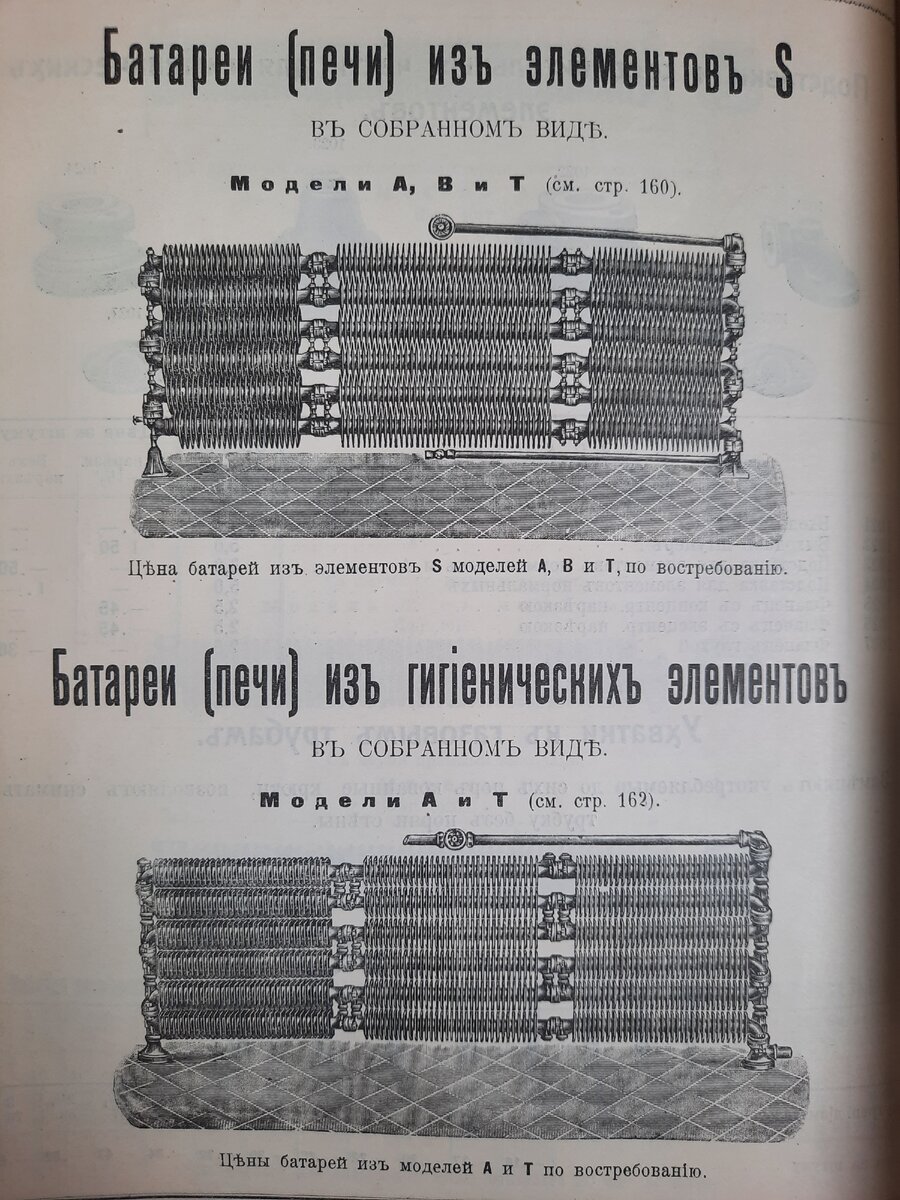 Батареи (печи) изъ элементовъ S
ВЪ СОБРАННОМЪ ВИДѢ.
Модели А, В и Т (см. стр. 160).
Цѣна батарей изъ элементовъ S моделей А, В и Т, по востребованію.
Батареи (печи) изъ гигіеническихъ элементовъ
ВЪ СОБРАННОМЪ ВИДѢ.
Модели А и Т (см. стр. 162).
Цѣны батарей изъ моделей А и Т по востребованію.